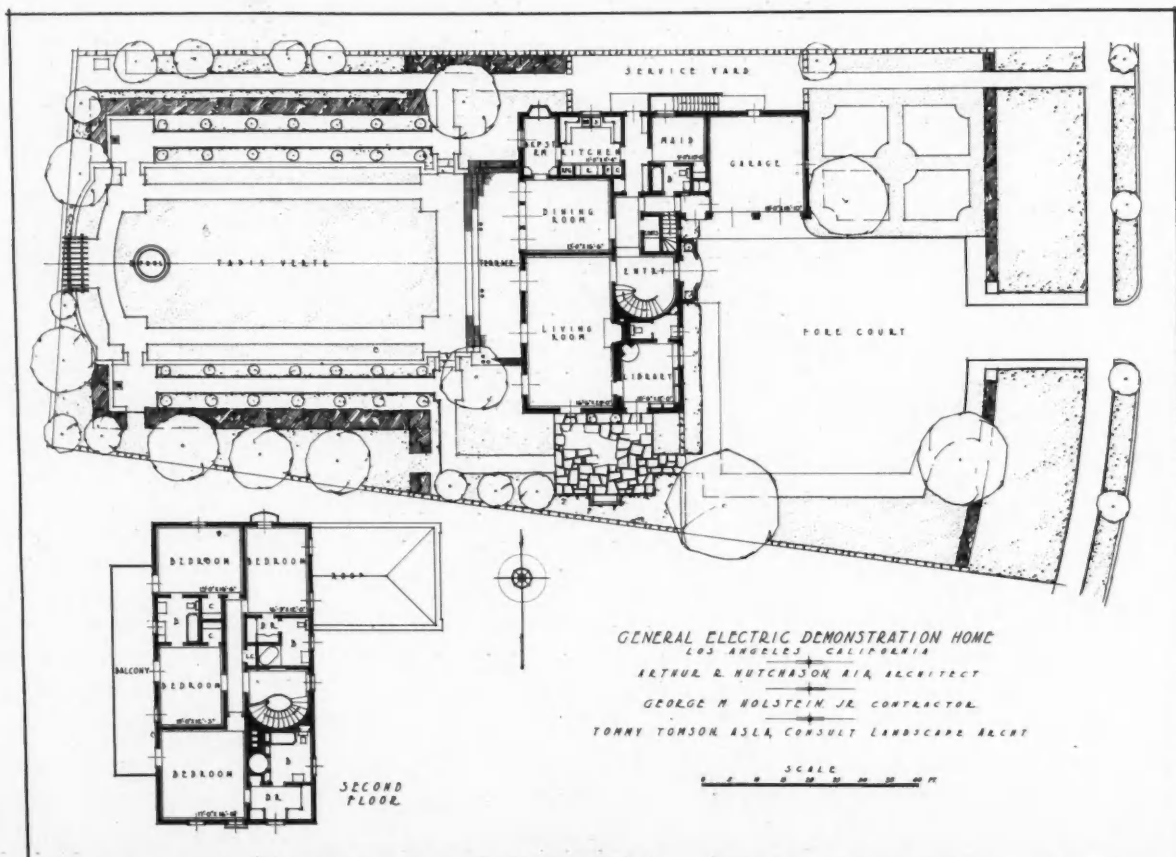 SERVICE YARD
KITCHEN
MAID
GARAGE
DINING
ROOM
POOL
TAPIS VERTE
TERRACE
ENTRY
LIVING
ROOM
FORE COURT
LIBRARY
BEDROOM
BEDROOM
ROOF
C
D.R.
B
BALCONY
BEDROOM
BEDROOM
B
D.R.
SECOND
FLOOR
GENERAL ELECTRIC DEMONSTRATION HOME
LOS ANGELES CALIFORNIA
ARTHUR R. HUTCHASON, AIA, ARCHITECT
GEORGE M. HOLSTEIN, JR. CONTRACTOR
TOMMY TOMSON ASLA, CONSULT LANDSCAPE ARCHT
SCALE